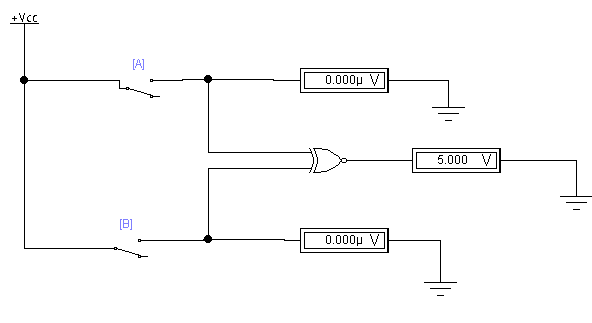 +Vcc
[A]
0.000µ V
5.000 V
[B]
0.000µ V